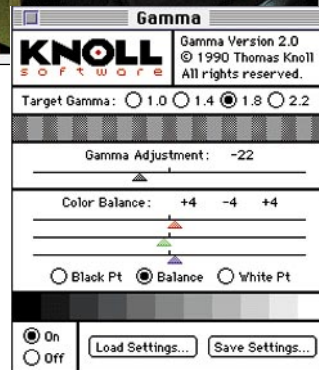 Gamma
KNOLL
software
Gamma Version 2.0
© 1990 Thomas Knoll
All rights reserved.
Target Gamma: 1.0 1.4 1.8 2.2
Gamma Adjustment: -22
Color Balance: +4 -4 +4
Black Pt Balance White Pt
On
Off
Load Settings... Save Settings...